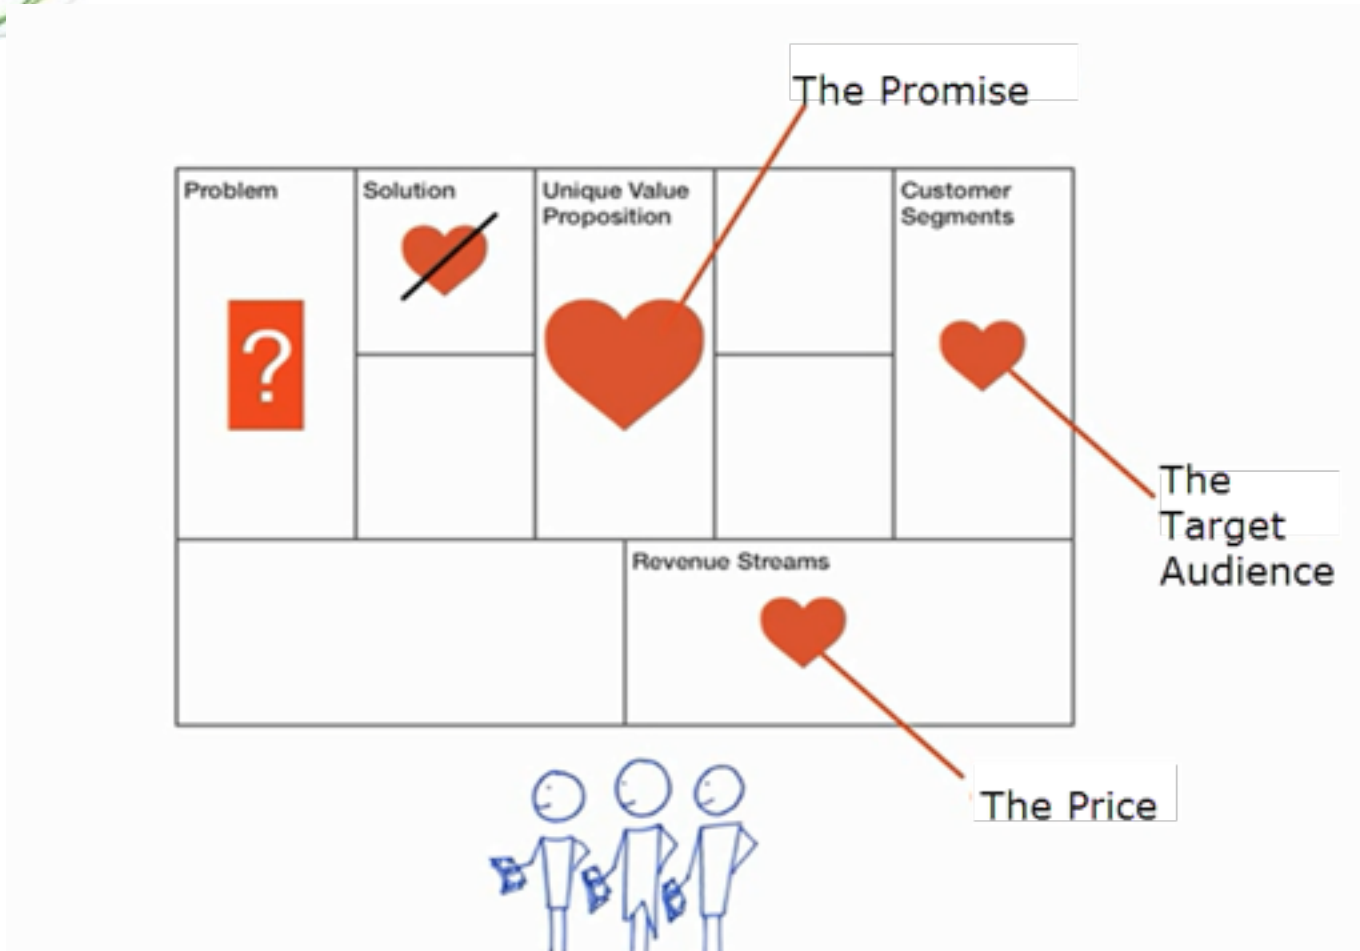 The Promise
Problem
Solution
Unique Value
Proposition
Customer
Segments
?
The
Target
Audience
Revenue Streams
The Price